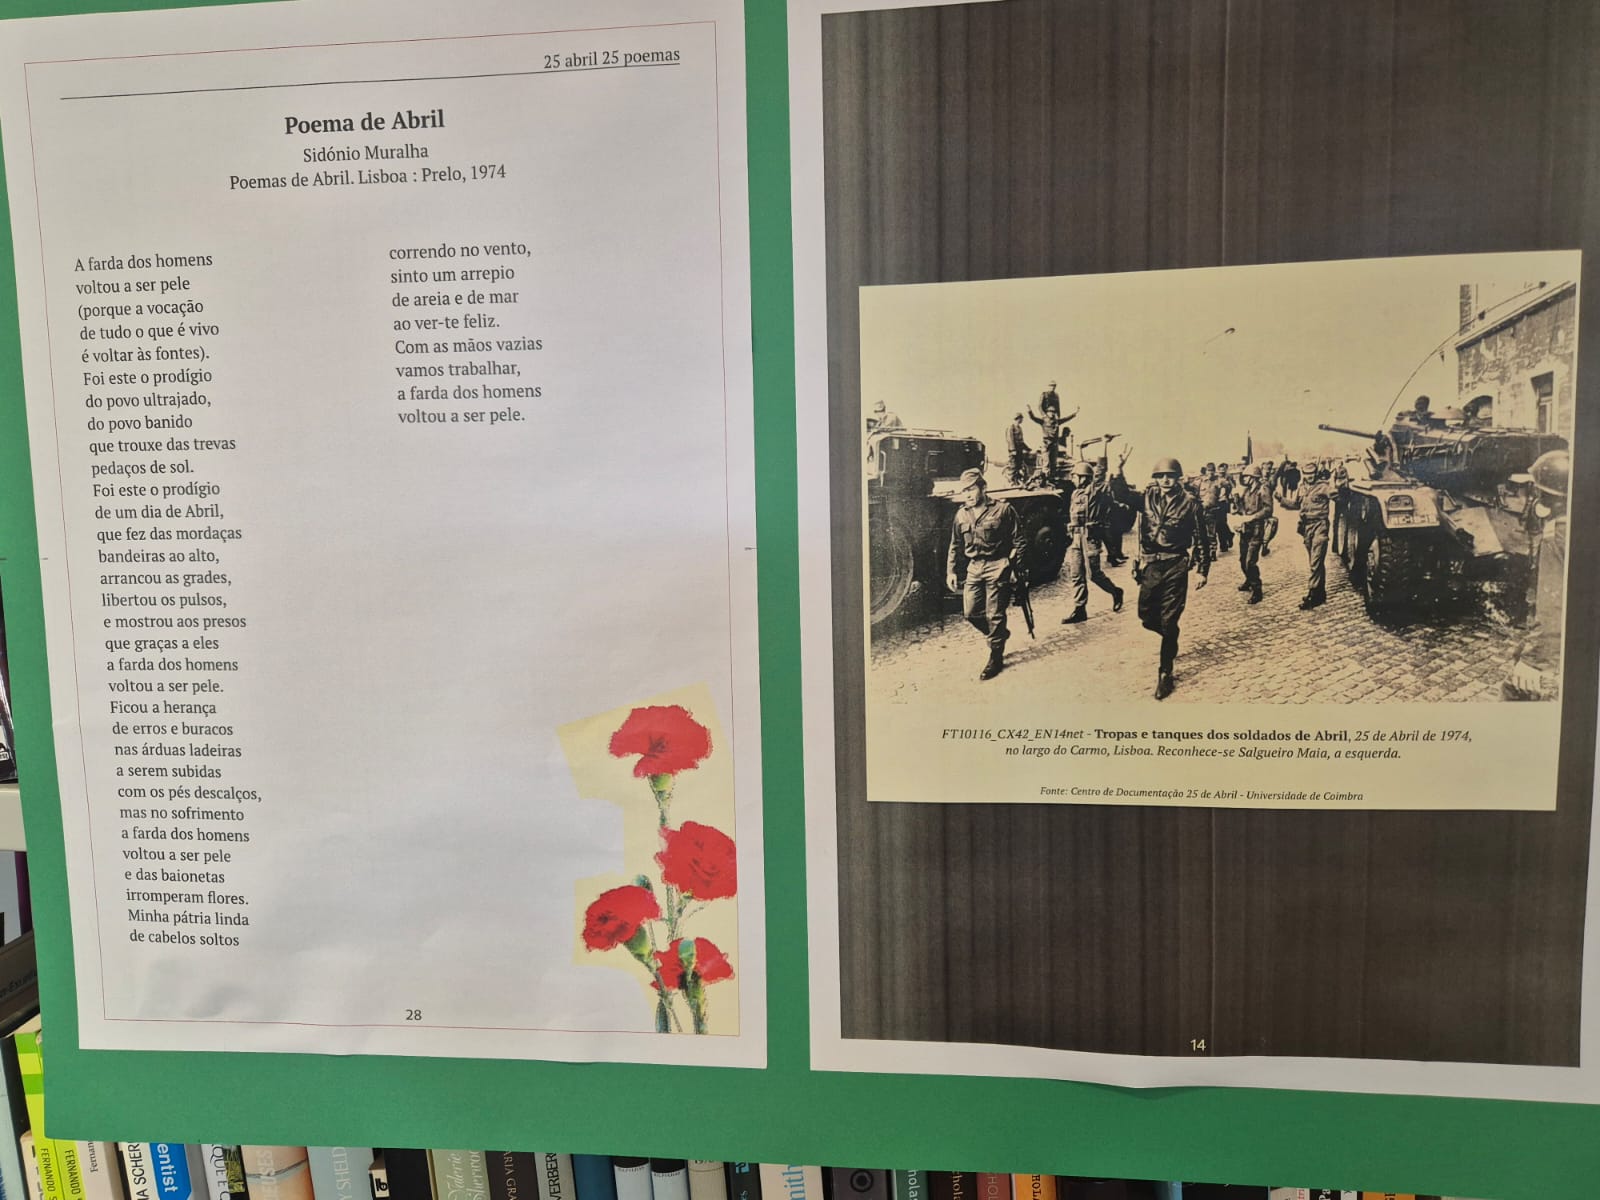 25 abril 25 poemas
Poema de Abril
Sidónio Muralha
Poemas de Abril. Lisboa : Prelo, 1974
A farda dos homens
voltou a ser pele
(porque a vocação
de tudo o que é vivo
é voltar às fontes).
Foi este o prodígio
do povo ultrajado,
do povo banido
que trouxe das trevas
pedaços de sol.
Foi este o prodígio
de um dia de Abril,
que fez das mordaças
bandeiras ao alto,
arrancou as grades,
libertou os pulsos,
e mostrou aos presos
que graças a eles
a farda dos homens
voltou a ser pele.
Ficou a herança
de erros e buracos
nas árduas ladeiras
a serem subidas
com os pés descalços,
mas no sofrimento
a farda dos homens
voltou a ser pele
e das baionetas
irromperam flores.
Minha pátria linda
de cabelos soltos
correndo no vento,
sinto um arrepio
de areia e de mar
ao ver-te feliz.
Com as mãos vazias
vamos trabalhar,
a farda dos homens
voltou a ser pele.
28
FT10116_CX42_EN14net - Tropas e tanques dos soldados de Abril, 25 de Abril de 1974,
no largo do Carmo, Lisboa. Reconhece-se Salgueiro Maia, a esquerda.
Fonte: Centro de Documentação 25 de Abril - Universidade de Coimbra
14
FERNANDO
FERNANDO
entist